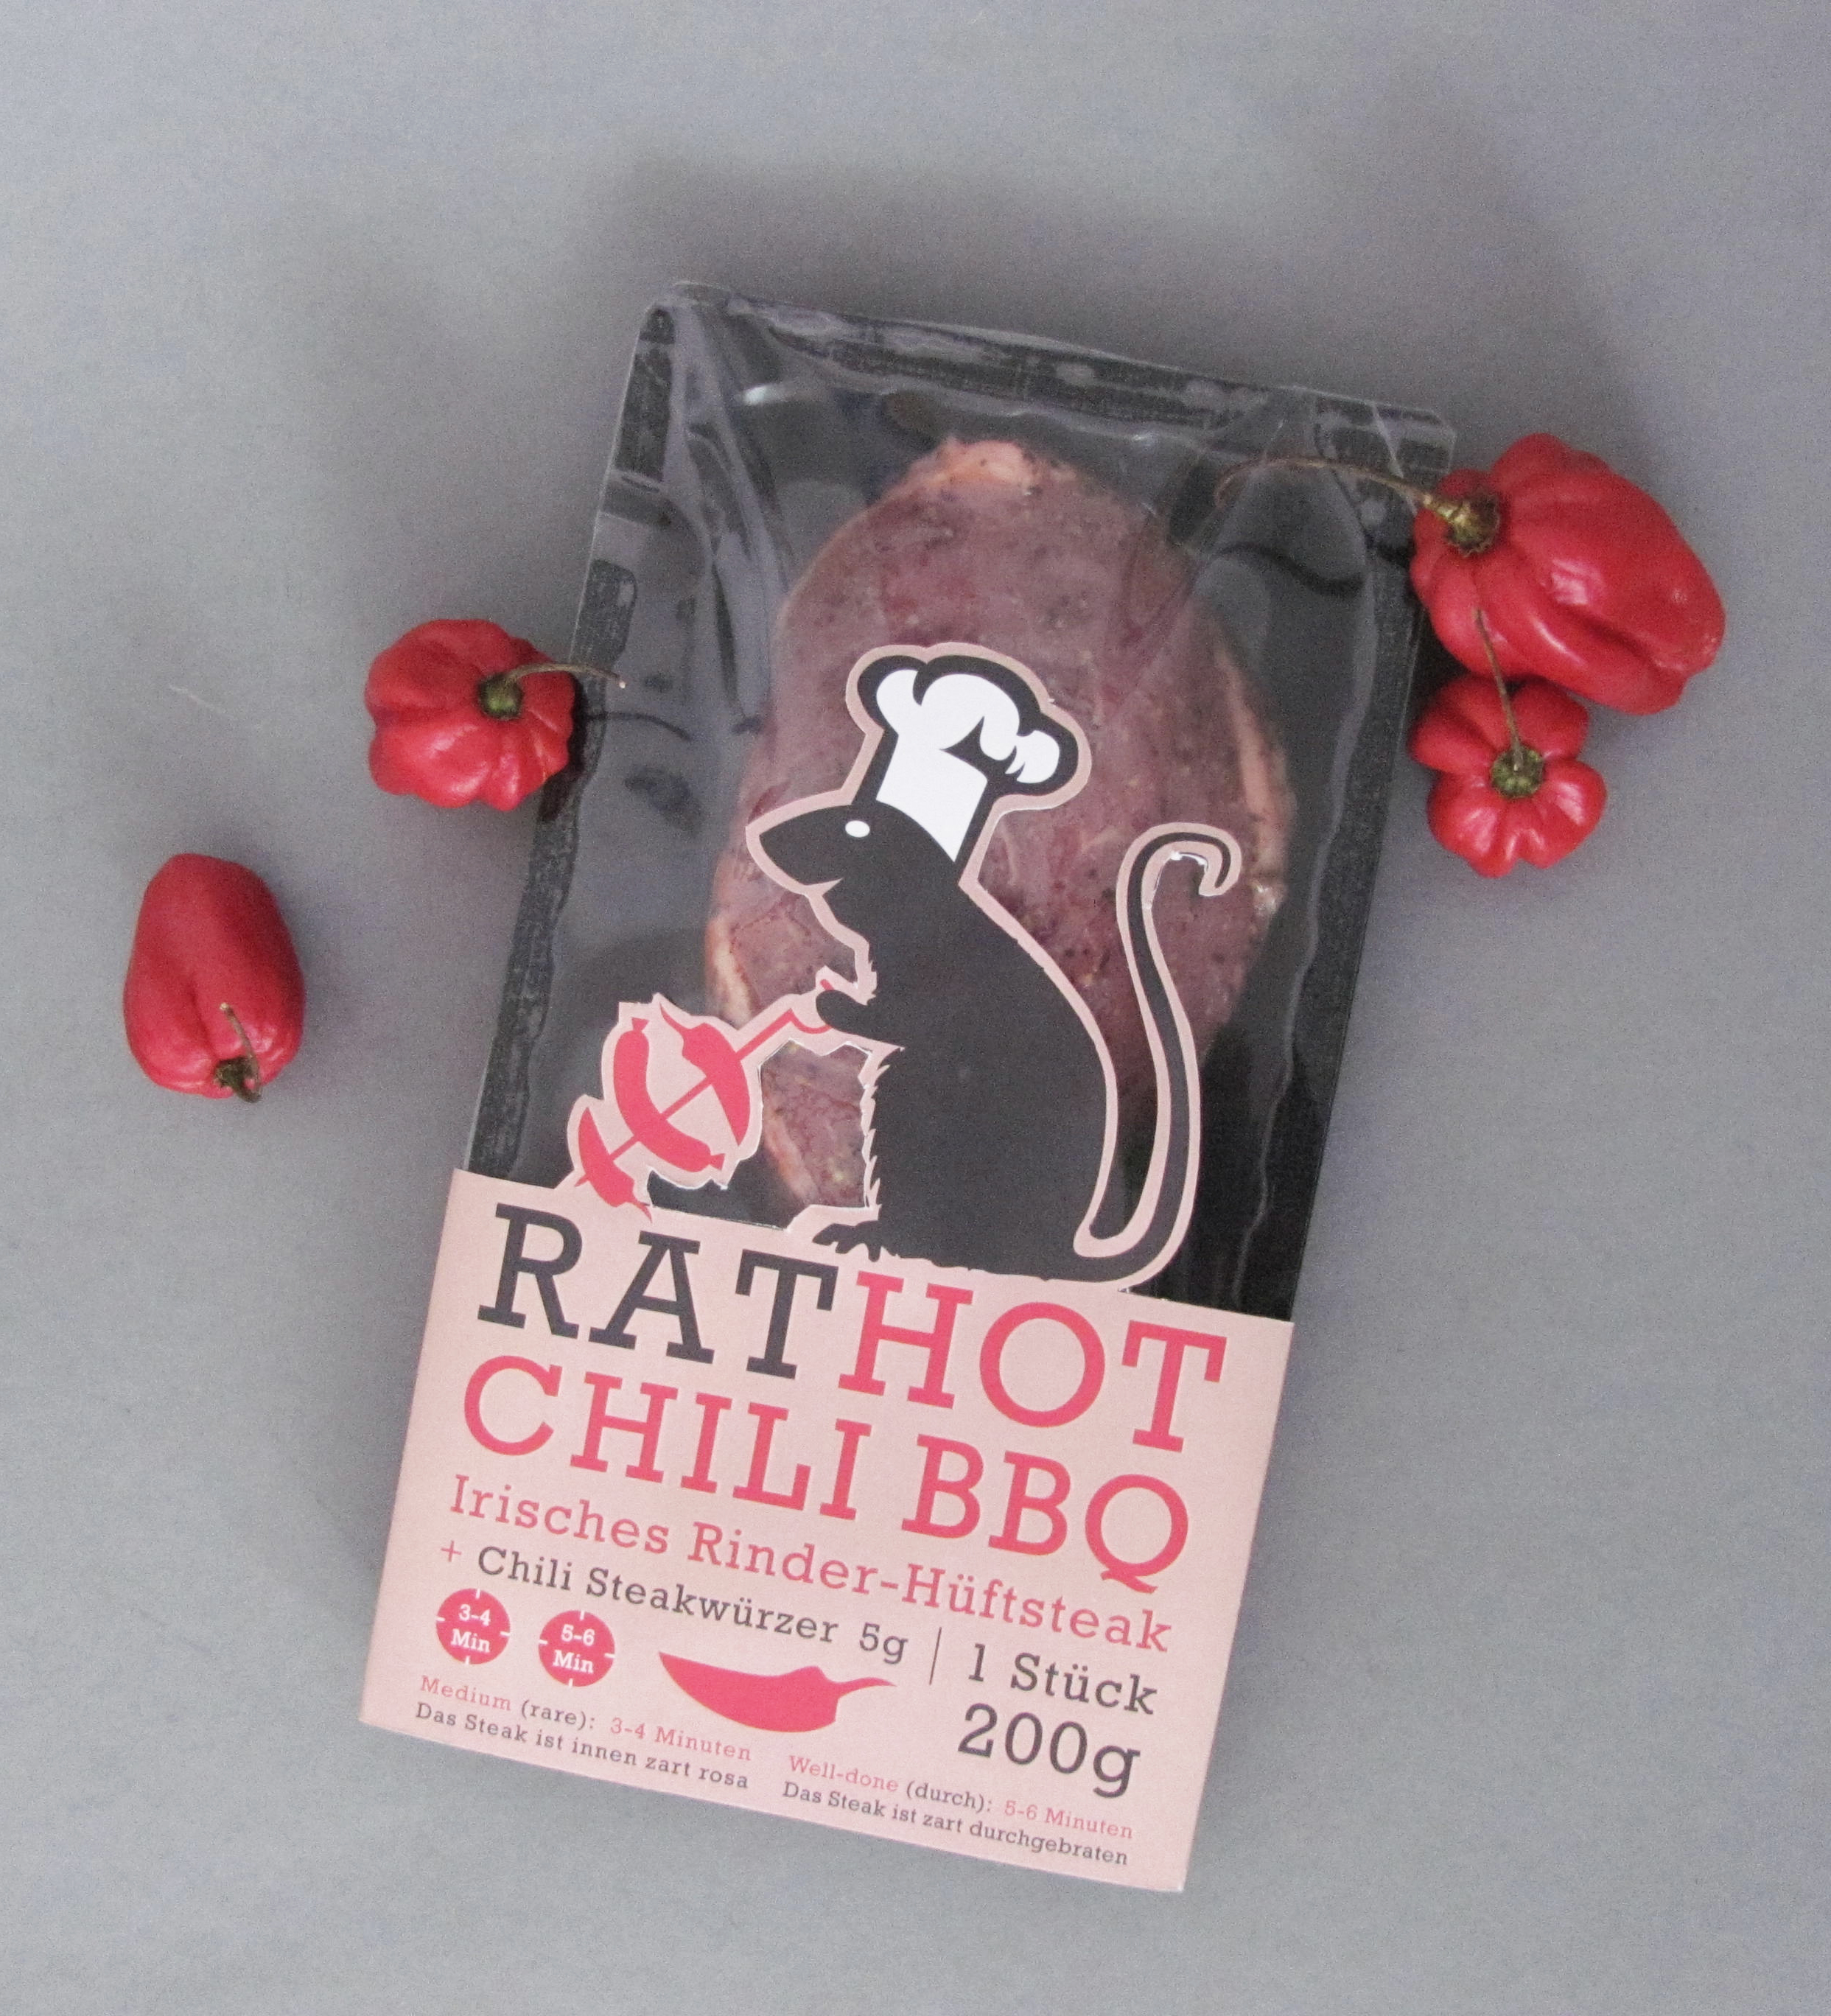 RATHOT
CHILI BBQ
Irisches Rinder-Hüftsteak
+ Chili Steakwürzer 5g | 1 Stück
200g
3-4
Min
5-6
Min
Medium (rare): 3-4 Minuten
Das Steak ist innen zart rosa
Well-done (durch): 5-6 Minuten
Das Steak ist zart durchgebraten